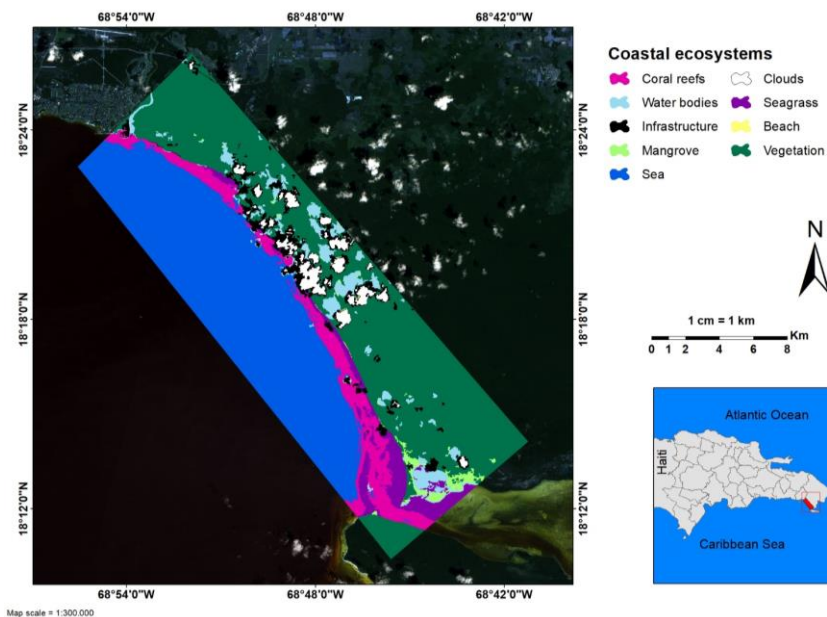 68°54'0"W 68°48'0"W 68°42'0"W
18°24'0"N 18°24'0"N
18°18'0"N 18°18'0"N
18°12'0"N 18°12'0"N
68°54'0"W 68°48'0"W 68°42'0"W
Map scale = 1:300.000
Coastal ecosystems
Coral reefs Clouds
Water bodies Seagrass
Infrastructure Beach
Mangrove Vegetation
Sea
N
1 cm = 1 km
Km
0 1 2 4 6 8
Atlantic Ocean
Haiti
Caribbean Sea